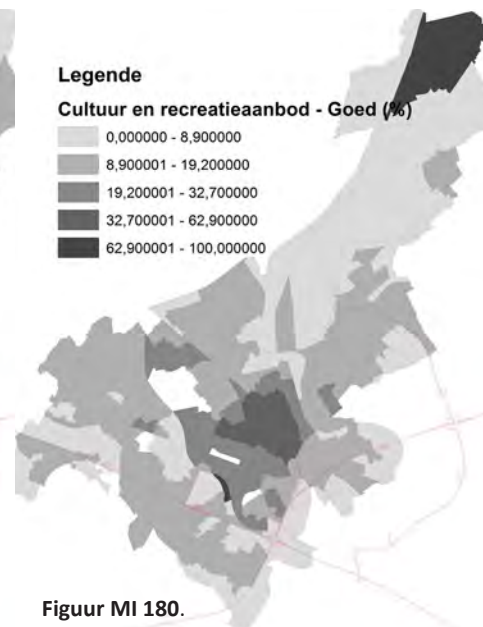 Legende
Cultuur en recreatieaanbod - Goed (%)
0,000000 - 8,900000
8,900001 - 19,200000
19,200001 - 32,700000
32,700001 - 62,900000
62,900001 - 100,000000
Figuur MI 180.